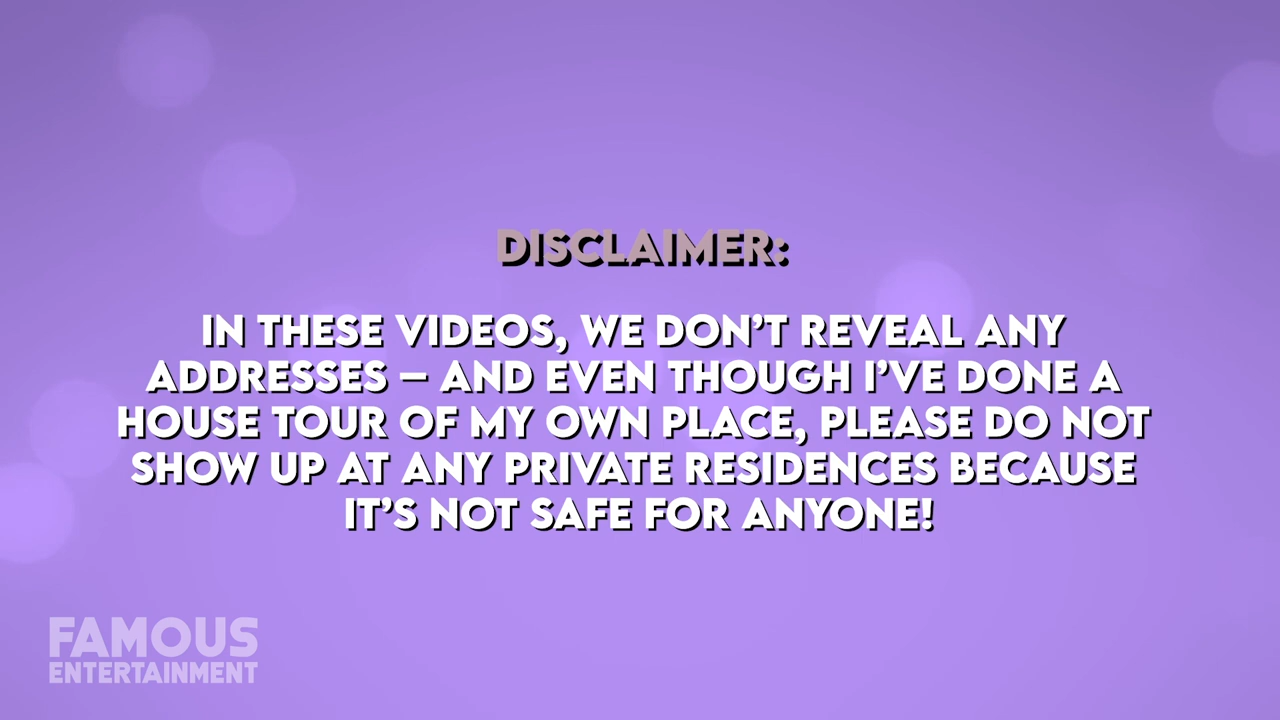 DISCLAIMER:
IN THESE VIDEOS, WE DON'T REVEAL ANY
ADDRESSES – AND EVEN THOUGH I'VE DONE A
HOUSE TOUR OF MY OWN PLACE, PLEASE DO NOT
SHOW UP AT ANY PRIVATE RESIDENCES BECAUSE
IT'S NOT SAFE FOR ANYONE!
FAMOUS
ENTERTAINMENT